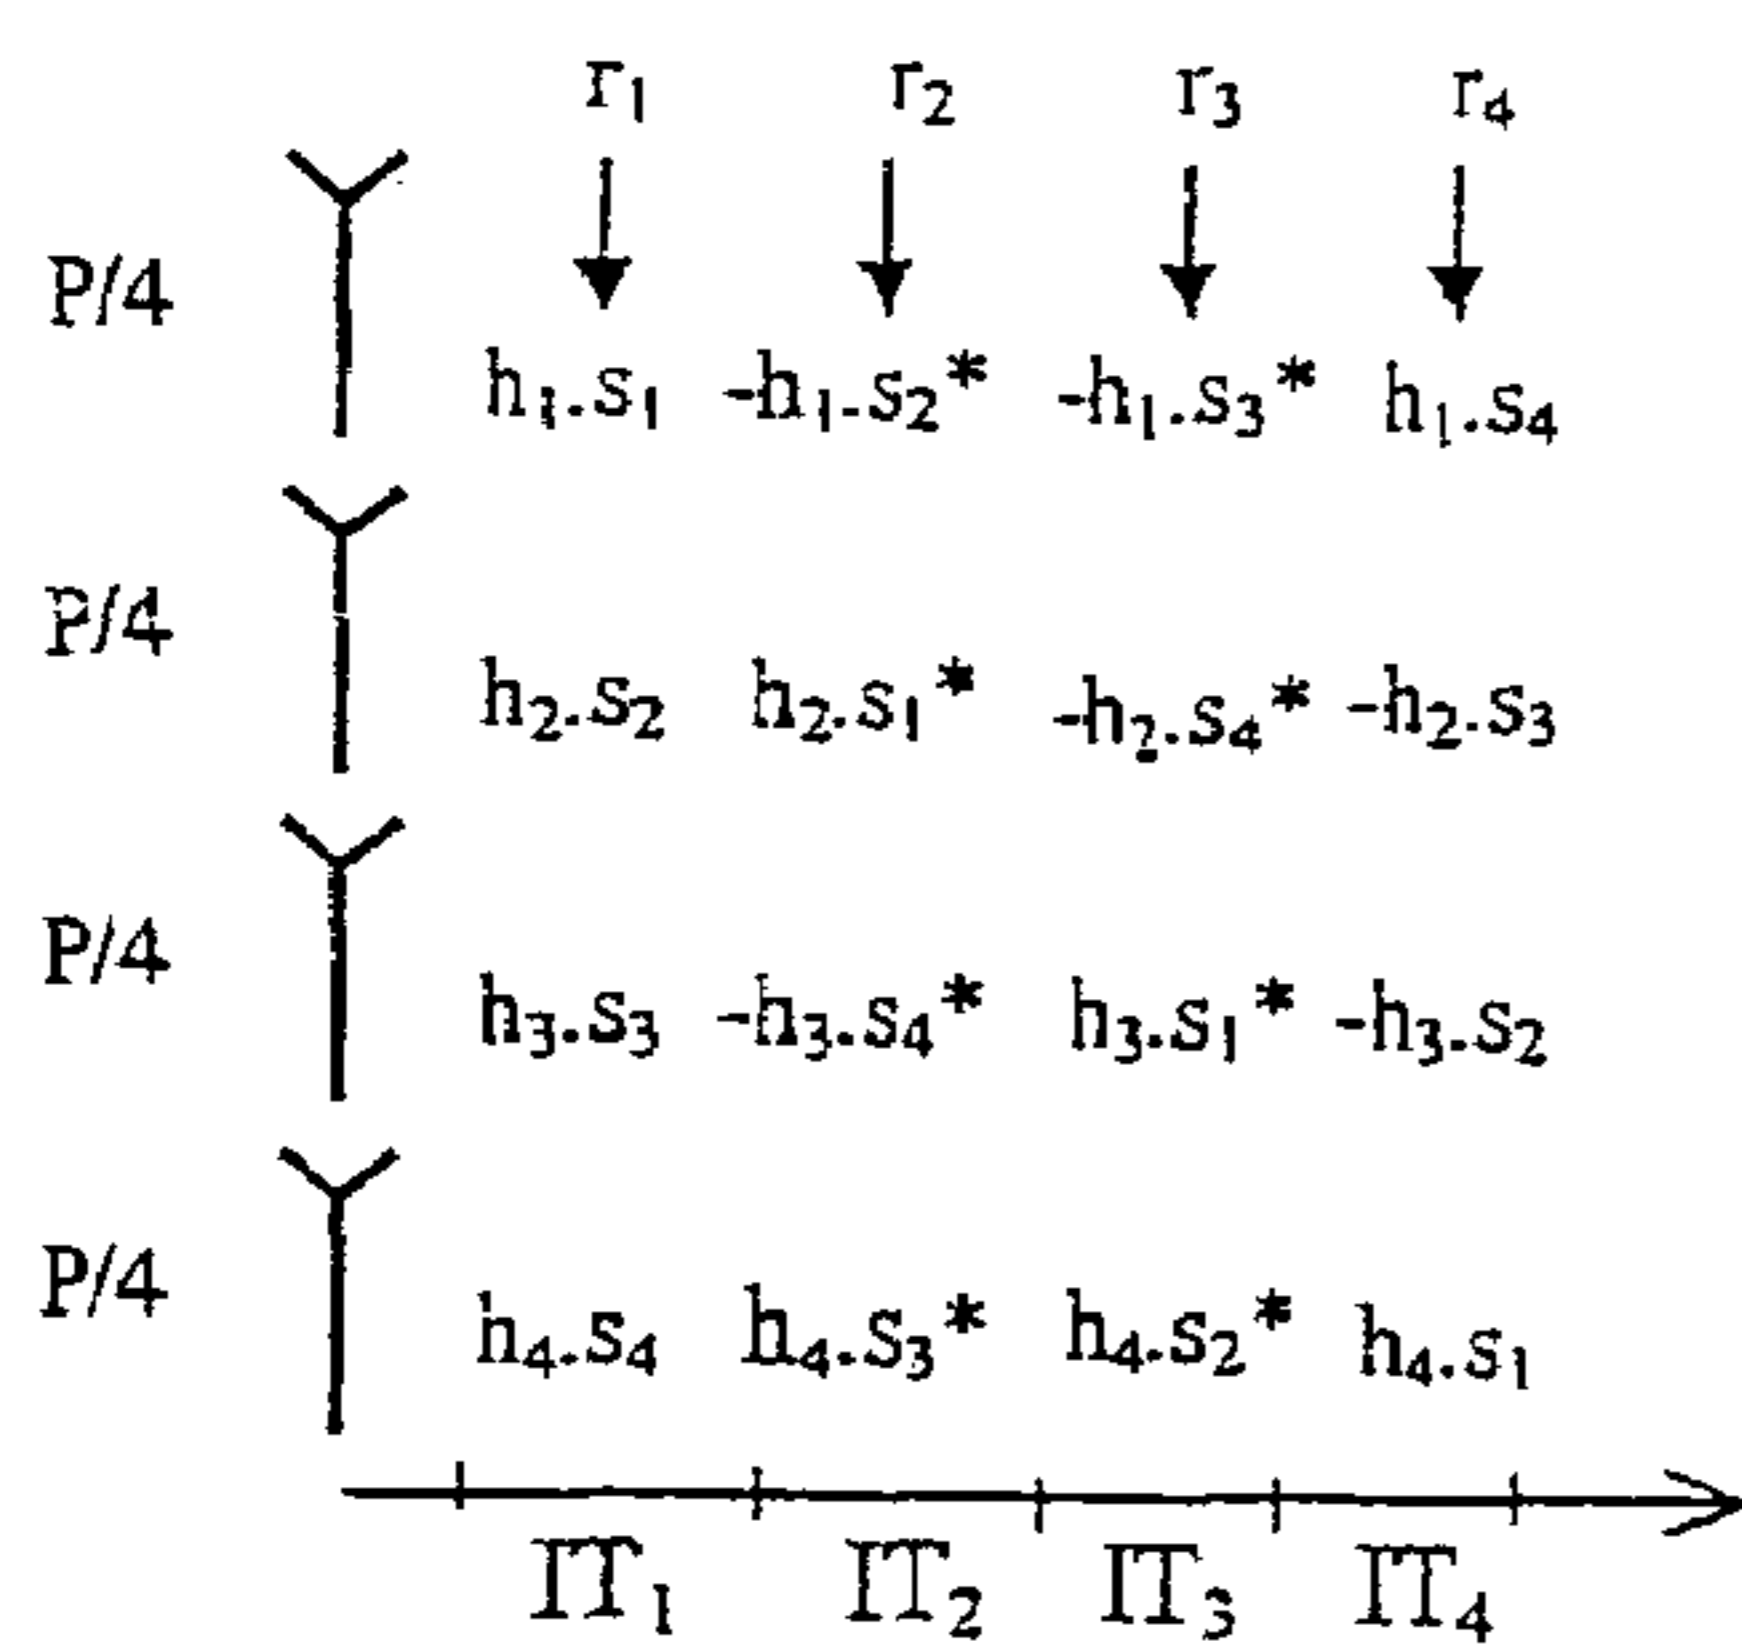 r₁ r₂ r₃ r₄
P/4
h₁.s₁ -h₁.s₂* -h₁.s₃* h₁.s₄
P/4
h₂.s₂ h₂.s₁* -h₂.s₄* -h₂.s₃
P/4
h₃.s₃ -h₃.s₄* h₃.s₁* -h₃.s₂
P/4
h₄.s₄ h₄.s₃* h₄.s₂* h₄.s₁
IT₁ IT₂ IT₃ IT₄